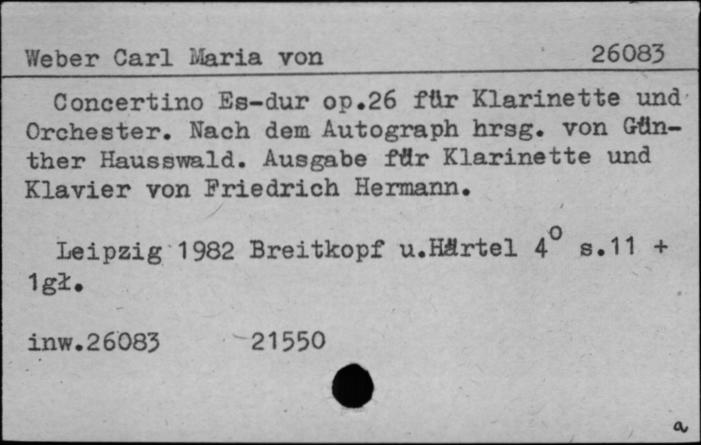 Weber Carl Maria von 26083
Concertino Es-dur op.26 für Klarinette und
Orchester. Nach dem Autograph hrsg. von Gün-
ther Hausswald. Ausgabe für Klarinette und
Klavier von Friedrich Hermann.
Leipzig 1982 Breitkopf u.Härtel 4° s.11 +
1gł.
inw.26083 21550
a